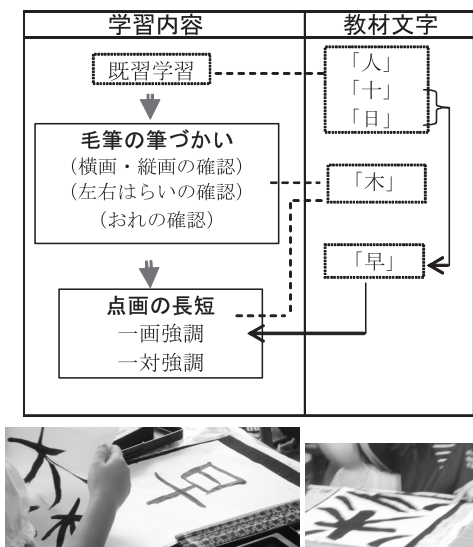 学習内容
教材文字
既習学習
「人」
「十」
「日」
毛筆の筆づかい
(横画・縦画の確認)
(左右はらいの確認)
(おれの確認)
「木」
「早」
点画の長短
一画強調
一対強調
木
早
木